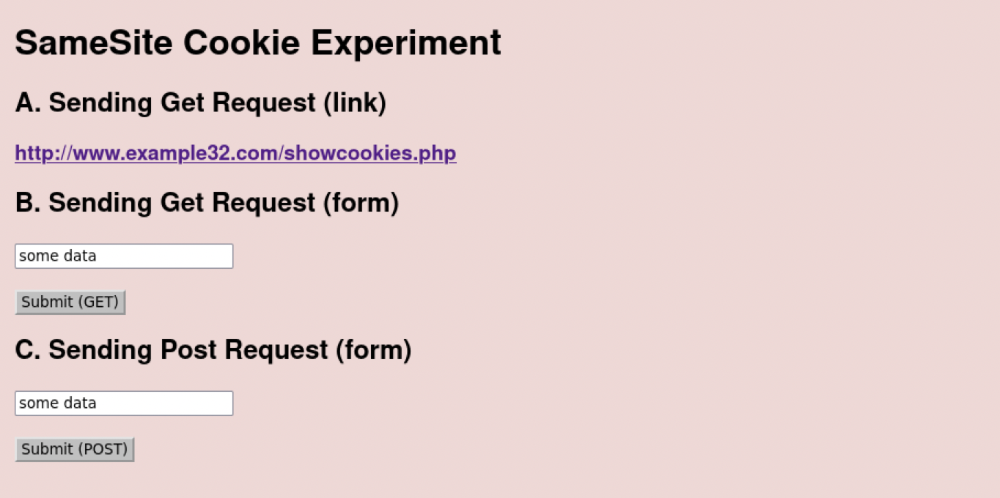 SameSite Cookie Experiment
A. Sending Get Request (link)
http://www.example32.com/showcookies.php
B. Sending Get Request (form)
some data
Submit (GET)
C. Sending Post Request (form)
some data
Submit (POST)